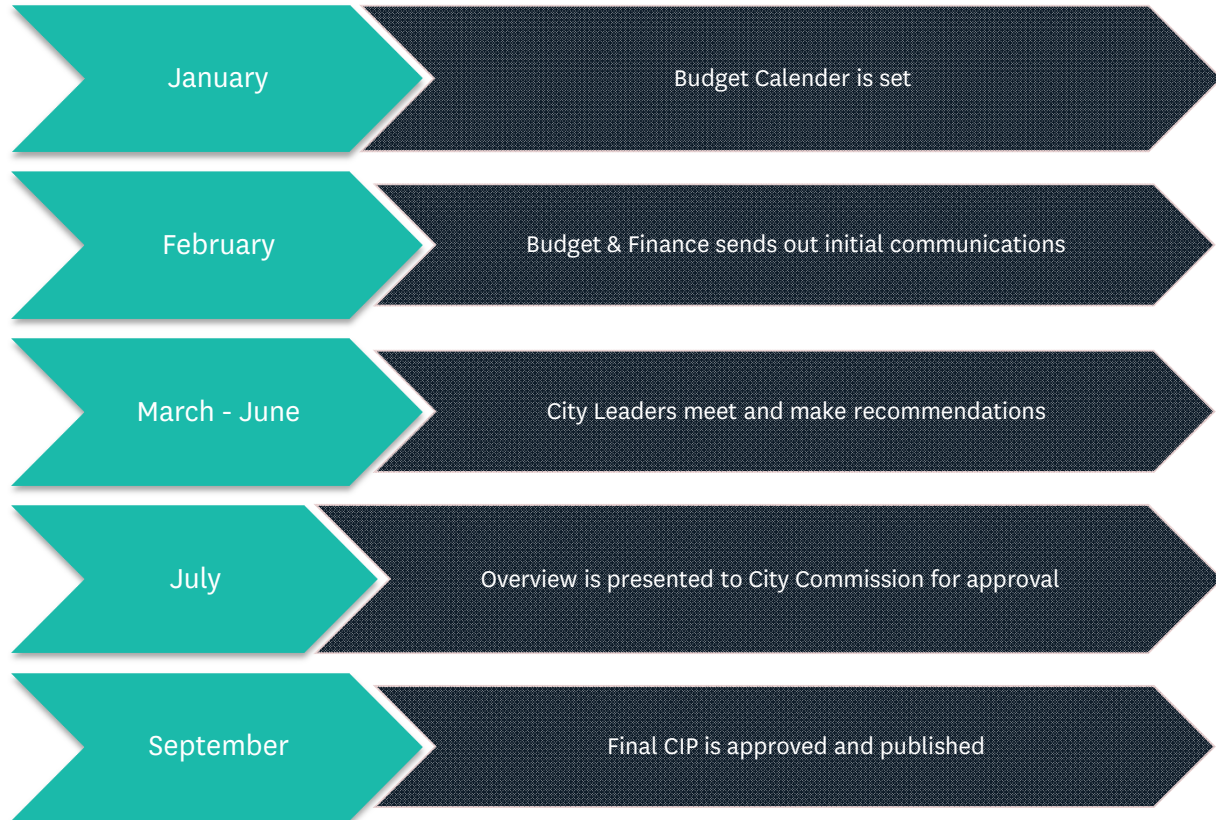 January
Budget Calender is set
February
Budget & Finance sends out initial communications
March - June
City Leaders meet and make recommendations
July
Overview is presented to City Commission for approval
September
Final CIP is approved and published